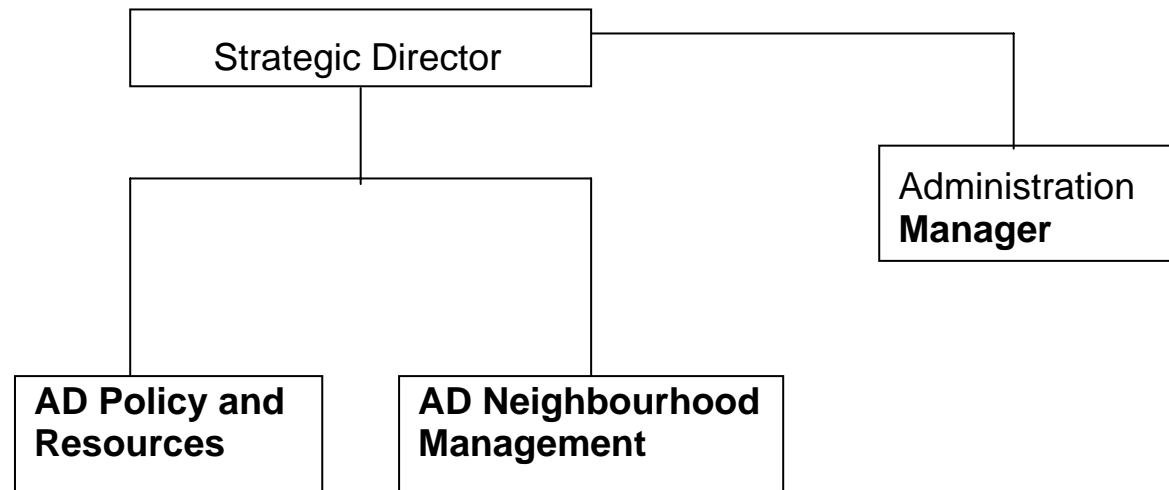 Strategic Director
Administration
Manager
AD Policy and
Resources
AD Neighbourhood
Management